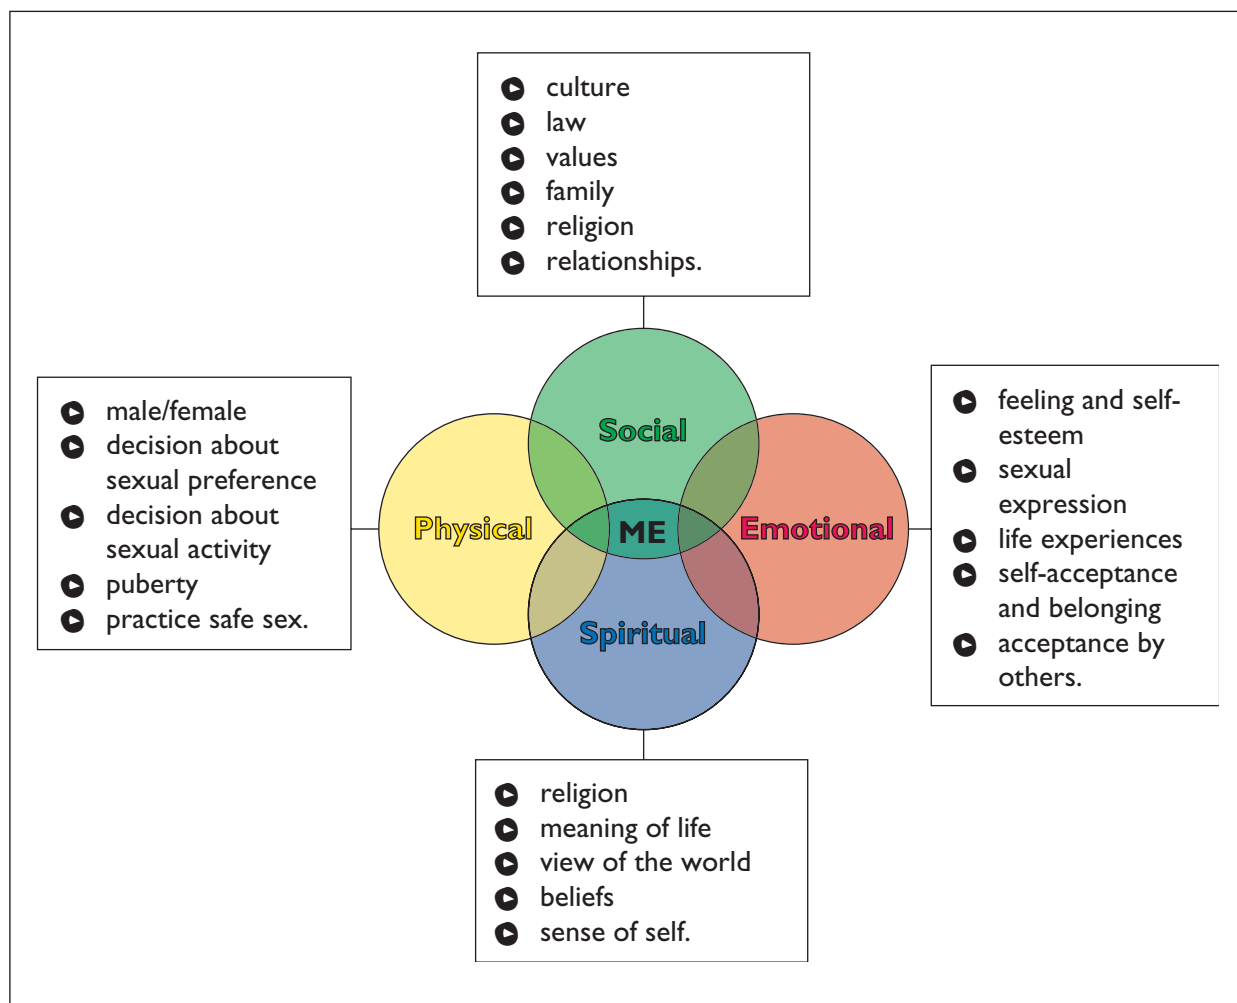 culture
law
values
family
religion
relationships.
male/female
decision about
sexual preference
decision about
sexual activity
puberty
practice safe sex.
Social
Physical
ME
Emotional
Spiritual
feeling and self-
esteem
sexual
expression
life experiences
self-acceptance
and belonging
acceptance by
others.
religion
meaning of life
view of the world
beliefs
sense of self.